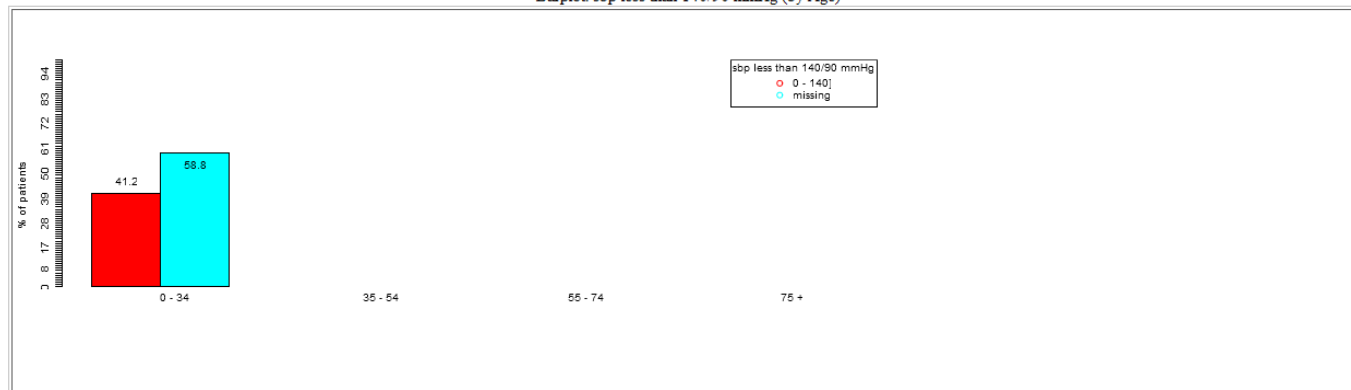 sbp less than 140/90 mmHg
0 - 140]
missing
% of patients
94
83
72
61
50
39
28
17
8
0
41.2
58.8
0 - 34
35 - 54
55 - 74
75 +